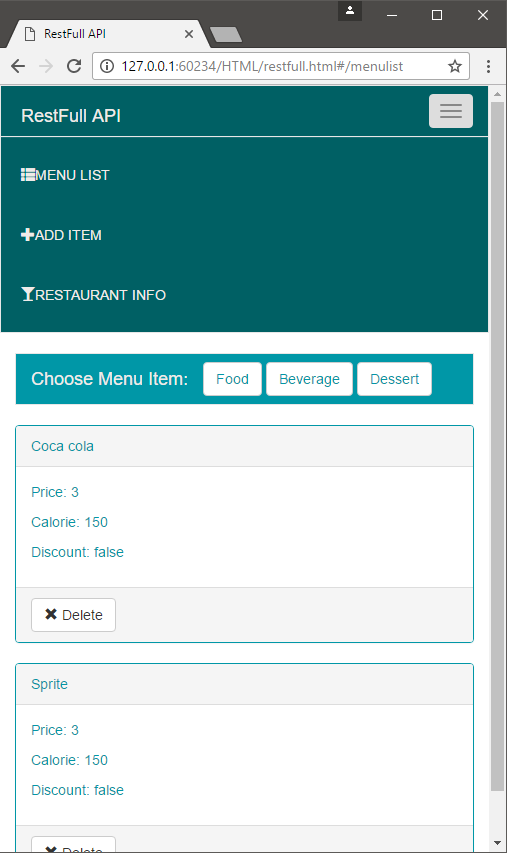 RestFull API
127.0.0.1:60234/HTML/restfull.html#/menulist
RestFull API
MENU LIST
ADD ITEM
RESTAURANT INFO
Choose Menu Item: Food Beverage Dessert
Coca cola
Price: 3
Calorie: 150
Discount: false
Delete
Sprite
Price: 3
Calorie: 150
Discount: false
Delete